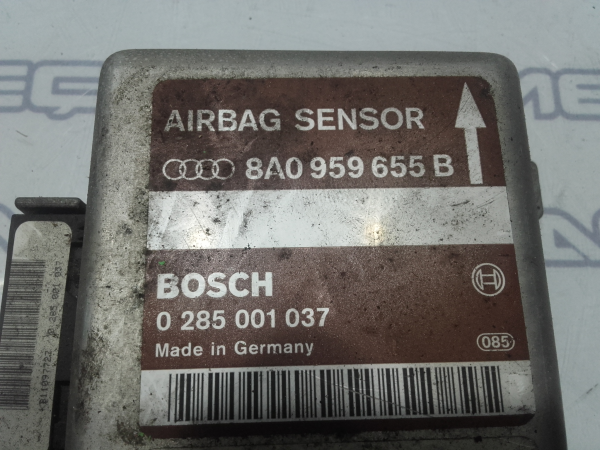 AIRBAG SENSOR
8A0 959 655 B
BOSCH
0 285 001 037
Made in Germany
085